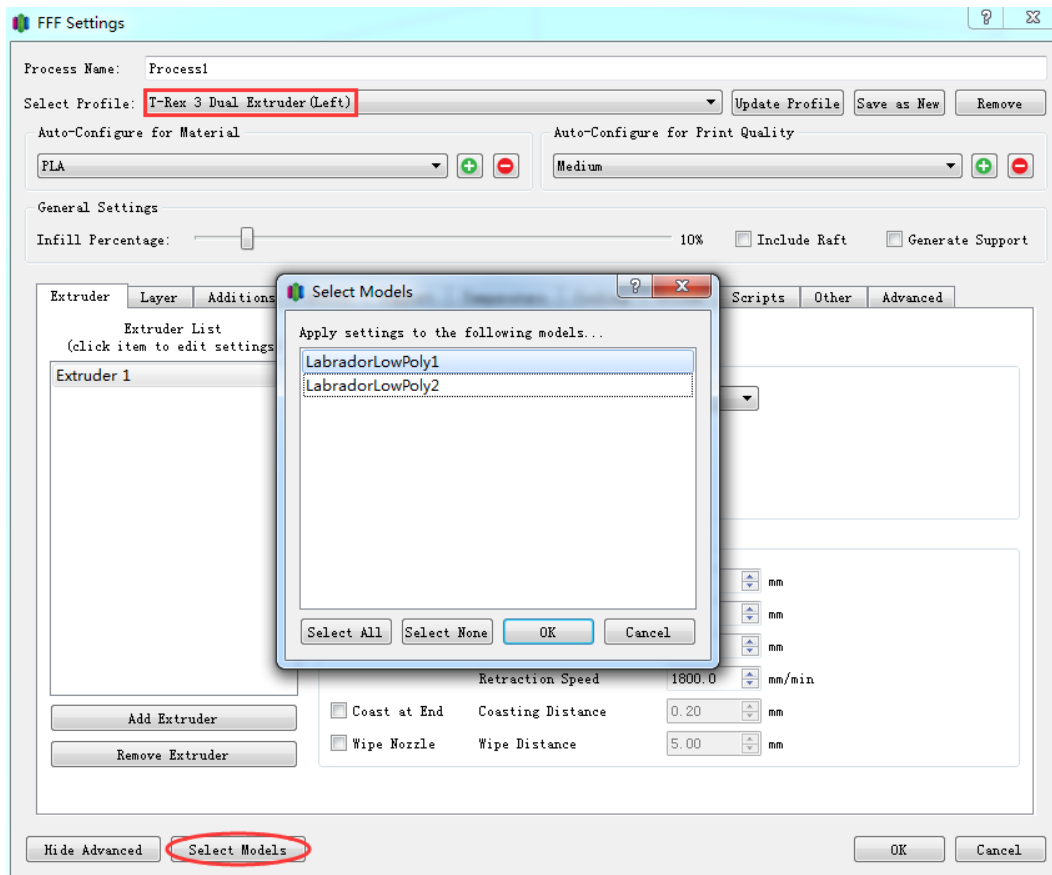 FFF Settings
Process Name: Process1
Select Profile: T-Rex 3 Dual Extruder(Left) Update Profile Save as New Remove
Auto-Configure for Material Auto-Configure for Print Quality
PLA Medium
General Settings
Infill Percentage: 10% Include Raft Generate Support
Extruder Layer Additions Scripts Other Advanced
Extruder List
(click item to edit settings
Extruder 1
Select Models
Apply settings to the following models...
LabradorLowPoly1
LabradorLowPoly2
Select All Select None OK Cancel
mm
mm
mm
Retraction Speed 1800.0 mm/min
Coast at End Coasting Distance 0.20 mm
Wipe Nozzle Wipe Distance 5.00 mm
Add Extruder
Remove Extruder
Hide Advanced Select Models OK Cancel